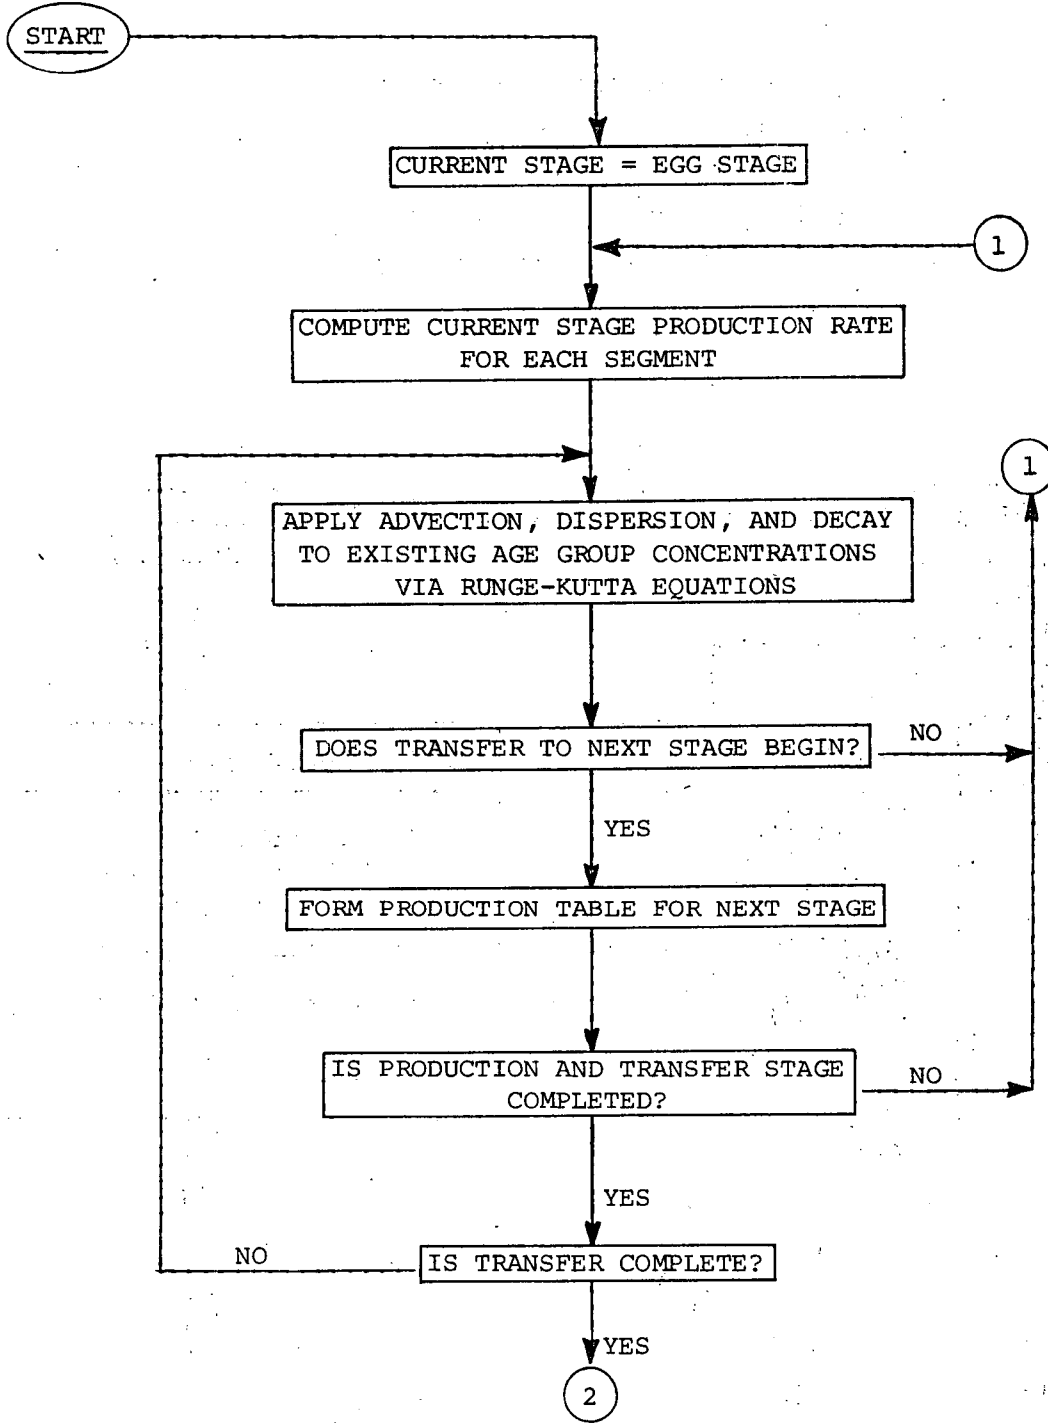 START
CURRENT STAGE = EGG STAGE
1
COMPUTE CURRENT STAGE PRODUCTION RATE
FOR EACH SEGMENT
1
APPLY ADVECTION, DISPERSION, AND DECAY
TO EXISTING AGE GROUP CONCENTRATIONS
VIA RUNGE-KUTTA EQUATIONS
DOES TRANSFER TO NEXT STAGE BEGIN?
NO
YES
FORM PRODUCTION TABLE FOR NEXT STAGE
IS PRODUCTION AND TRANSFER STAGE
COMPLETED?
NO
YES
NO
IS TRANSFER COMPLETE?
YES
2